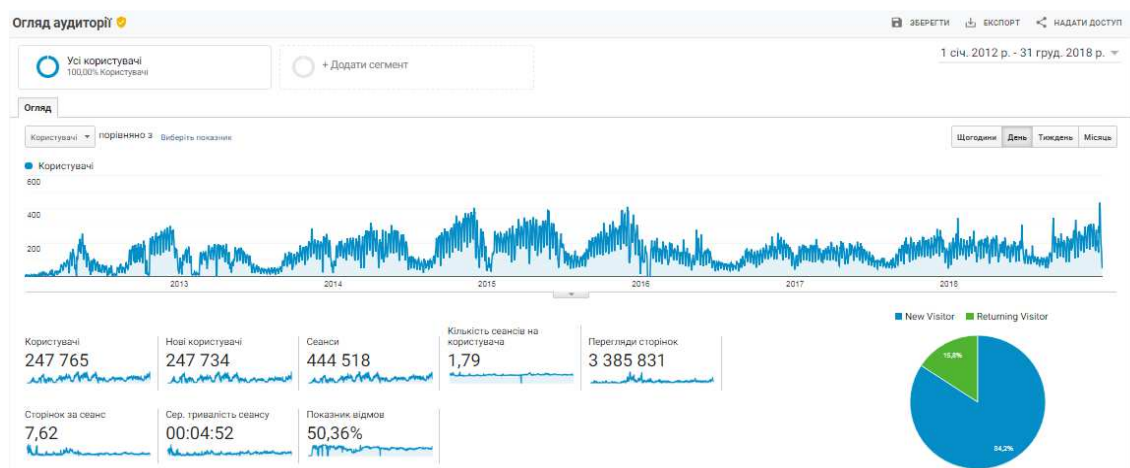 Огляд аудиторії
ЗБЕРЕГТИ ЕКСПОРТ НАДАТИ ДОСТУП
Усі користувачі
100,00% Користувачі
+ Додати сегмент
1 січ. 2012 р. - 31 груд. 2018 р.
Огляд
Користувачі порівняно з Виберіть показник
Щогодини День Тиждень Місяць
Користувачі
600
400
200
2013 2014 2015 2016 2017 2018
New Visitor Returning Visitor
Користувачі
247 765
Нові користувачі
247 734
Сеанси
444 518
Кількість сеансів на
користувача
1,79
Перегляди сторінок
3 385 831
15,8%
84,2%
Сторінок за сеанс
7,62
Сер. тривалість сеансу
00:04:52
Показник відмов
50,36%